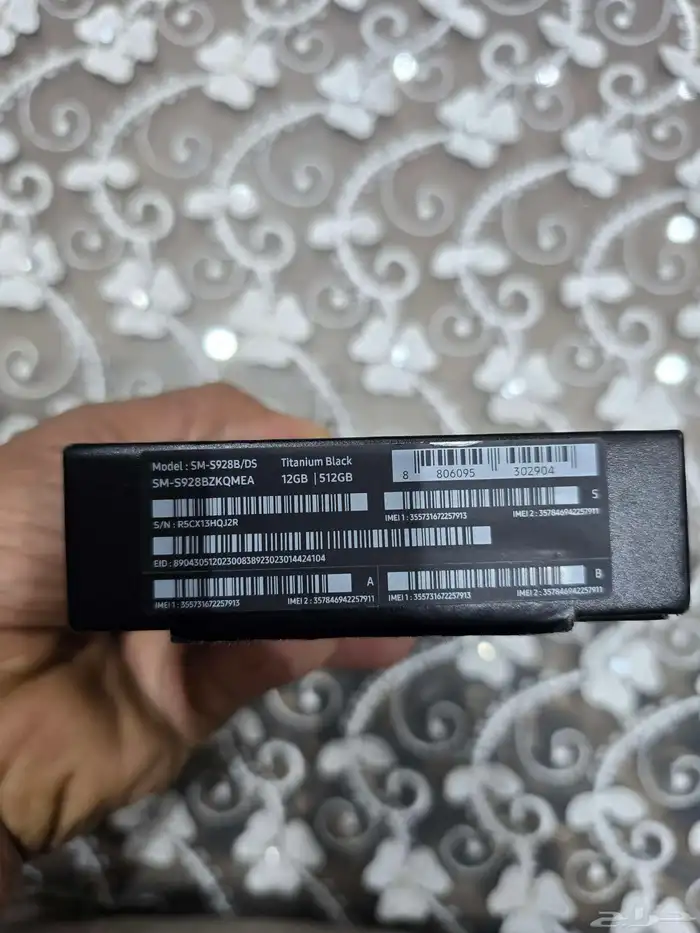 Model : SM-S928B/DS
SM-S928BZKQMEA
Titanium Black
12GB | 512GB
8 806095 302904
S/N : R5CX13HQJ2R
S
IMEI 1 : 355731672257913 IMEI 2 : 357846942257911
EID : 89043051202300838923023014424104
A
IMEI 1 : 355731672257913 IMEI 2 : 357846942257911
B
IMEI 1 : 355731672257913 IMEI 2 : 357846942257911
حراج